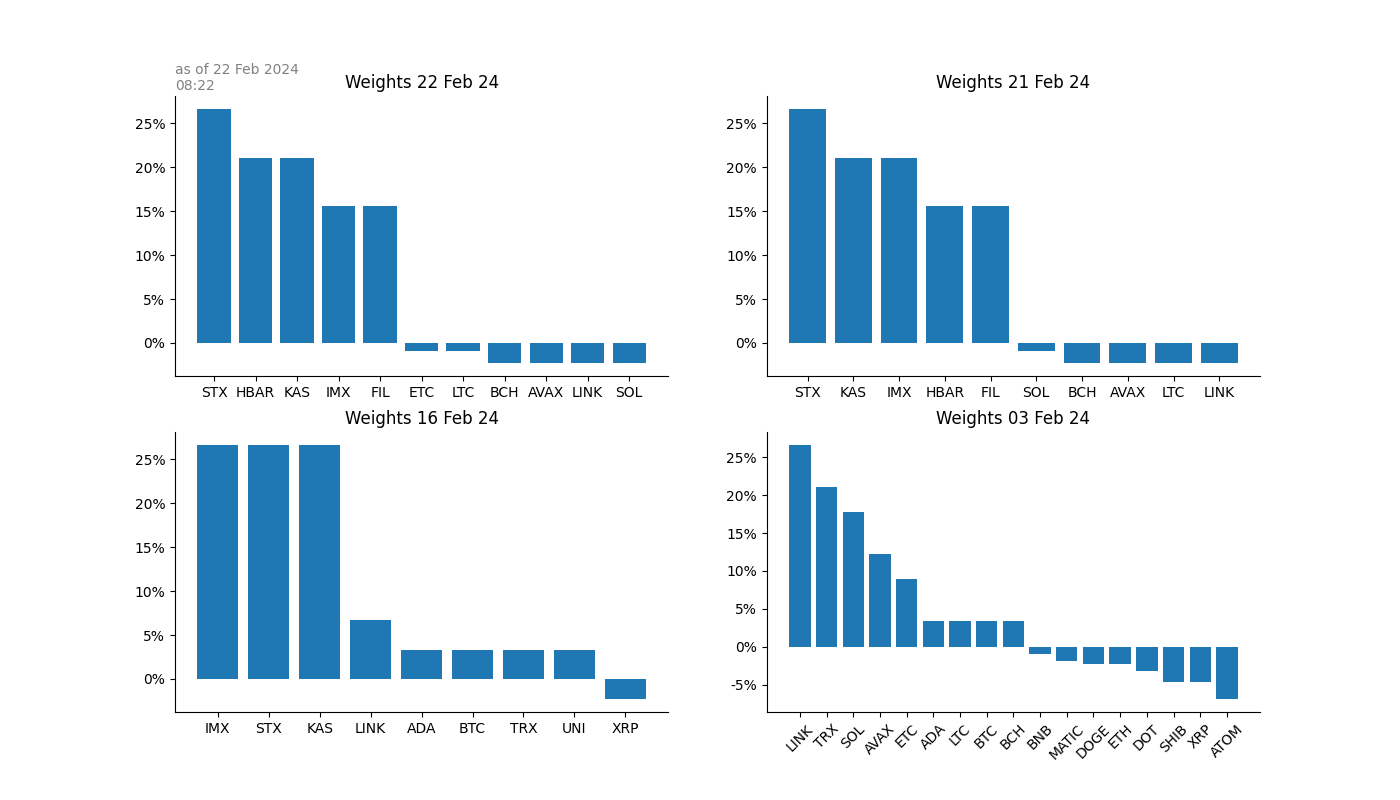 as of 22 Feb 2024
08:22
Weights 22 Feb 24
25%
20%
15%
10%
5%
0%
STX HBAR KAS IMX FIL ETC LTC BCH AVAX LINK SOL
Weights 21 Feb 24
25%
20%
15%
10%
5%
0%
STX KAS IMX HBAR FIL SOL BCH AVAX LTC LINK
Weights 16 Feb 24
25%
20%
15%
10%
5%
0%
IMX STX KAS LINK ADA BTC TRX UNI XRP
Weights 03 Feb 24
25%
20%
15%
10%
5%
0%
-5%
LINK TRX SOL AVAX ETC ADA LTC BTC BCH BNB MATIC DOGE ETH DOT SHIB XRP ATOM